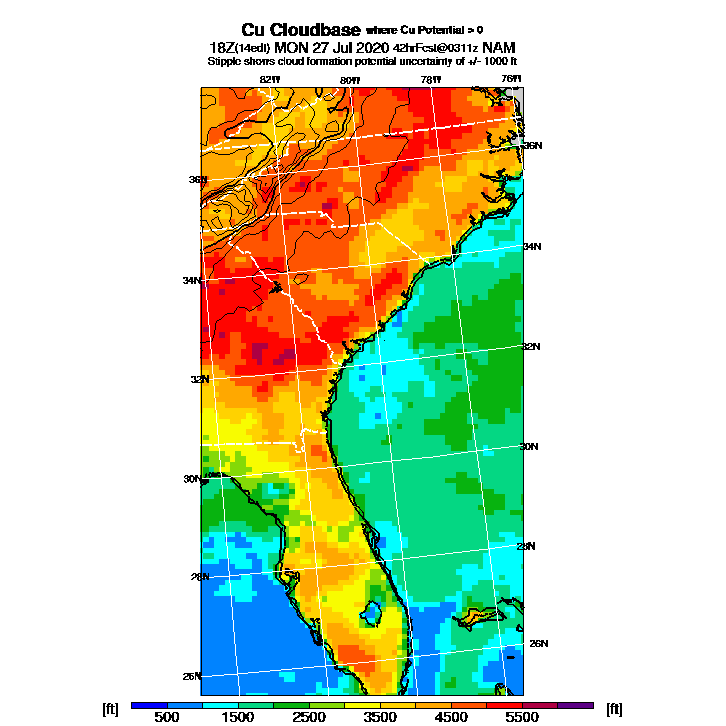 Cu Cloudbase where Cu Potential > 0
18Z(14edt) MON 27 Jul 2020 42hrFcst@0311z NAM
Stipple shows cloud formation potential uncertainty of +/- 1000 ft
82W 80W 78W 76W
36N
36N
34N
34N
32N
32N
30N
30N
28N
28N
26N
26N
[ft] 500 1500 2500 3500 4500 5500 [ft]